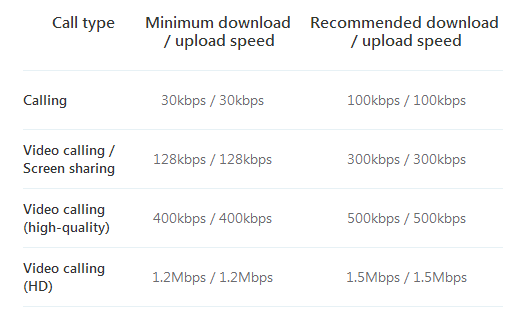 Call type Minimum download Recommended download
/ upload speed / upload speed
Calling 30kbps / 30kbps 100kbps / 100kbps
Video calling /
Screen sharing 128kbps / 128kbps 300kbps / 300kbps
Video calling
(high-quality) 400kbps / 400kbps 500kbps / 500kbps
Video calling
(HD) 1.2Mbps / 1.2Mbps 1.5Mbps / 1.5Mbps